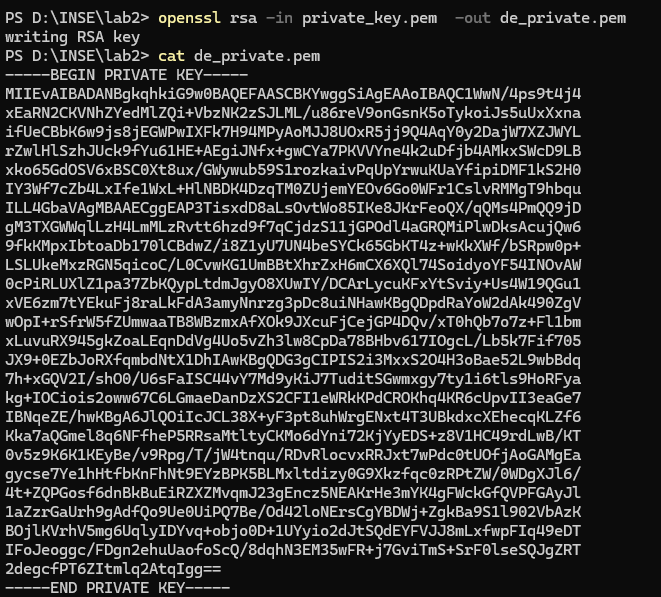 PS D:\INSE\lab2> openssl rsa -in private_key.pem  -out de_private.pem
writing RSA key
PS D:\INSE\lab2> cat de_private.pem
-----BEGIN PRIVATE KEY-----
MIIEvAIBADANBgkqhkiG9w0BAQEFAASCBKYwggSiAgEAAoIBAQC1WwN/4ps9t4j4
xEaRN2CKVNhZYedMlZQi+VbzNK2zSJLML/u86reV9onGsnK5oTykoiJs5uUxXxna
ifUeCBbK6w9js8jEGWPwIXFk7H94MPyAoMJJ8UOxR5jj9Q4AqY0y2DajW7XZJWYL
rZwlHlSzhJUck9fYu61HE+AEgiJNfx+gwCYa7PKVVYne4k2uDfjb4AMkxSWcD9LB
xko65GdOSV6xBSC0Xt8ux/GWywub59S1rozkaivPqUpYrwuKUaYfipiDMF1kS2H0
IY3Wf7cZb4LxIfe1WxL+HlNBDK4DzqTM0ZUjemYEOv6Go0WFr1CslvRMMgT9hbqu
ILL4GbaVAgMBAAECggEAP3TisxdD8aLsOvtWo85IKe8JKrFeoQX/qQMs4PmQQ9jD
gM3TXGWWqlLzH4LmMLzRvtt6hzd9f7qCjdzS11jGPOdl4aGRQMiPlwDksAcujQw6
9fkKMpxIbtoaDb170lCBdwZ/i8Z1yU7UN4beSYCk65GbKT4z+wKkXWf/bSRpw0p+
LSLUkeMxzRGN5qicoC/L0CvwKG1UmBBtXhrZxH6mCX6XQl74SoidyoYF54INOvAW
0cPiRLUXlZ1pa37ZbKQypLtdmJgyO8XUwIY/DCArLycuKFxYtSviy+Us4W19QGu1
xVE6zm7tYEkuFj8raLkFdA3amyNnrzg3pDc8uiNHawKBgQDpdRaYoW2dAk490ZgV
wOpI+rSfrW5fZUmwaaTB8WBzmxAfXOk9JXcuFjCejGP4DQv/xT0hQb7o7z+Fl1bm
xLuvuRX945gkZoaLEqnDdVg4Uo5vZh3lw8CpDa78BHbv617IOgcL/Lb5k7Fif705
JX9+0EZbJoRXfqmbdNtX1DhIAwKBgQDG3gCIPIS2i3MxxS2O4H3oBae52L9wbBdq
7h+xGQV2I/shO0/U6sFaISC44vY7Md9yKiJ7TuditSGwmxgy7ty1i6tls9HoRFya
kg+IOCiois2oww67C6LGmaeDanDzXS2CFI1eWRkKPdCROKhq4KR6cUpvII3eaGe7
IBNqeZE/hwKBgA6JlQOiIcJCL38X+yF3pt8uhWrgENxt4T3UBkdxcXEhecqKLZf6
Kka7aQGmel8q6NFfheP5RRsaMtltyCKMo6dYni72KjYyEDS+z8V1HC49rdLwB/KT
0v5z9K6K1KEyBe/v9Rpg/T/jW4tnqu/RDvRlocvxRRJxt7wPdc0tUOfjAoGAMgEa
gycse7Ye1hHtfbKnFhNt9EYzBPK5BLMxltdizy0G9Xkzfqc0zRPtZW/0WDgXJl6/
4t+ZQPGosf6dnBkBuEiRZXZMvqmJ23gEncz5NEAKrHe3mYK4gFWckGfQVPFGAyJl
1aZzrGaUrh9gAdfQo9Ue0UiPQ7Be/Od42loNErsCgYBDWj+ZgkBa9S1l902VbAzK
BOjlKVrhV5mg6UqlyIDYvq+objo0D+1UYyio2dJtSQdEYFVJJ8mLxfwpFIq49eDT
IFoJeoggc/FDgn2ehuUaofoScQ/8dqhN3EM35wFR+j7GviTmS+SrF0lseSQJgZRT
2degcfPT6ZItmlq2AtqIgg==
-----END PRIVATE KEY-----